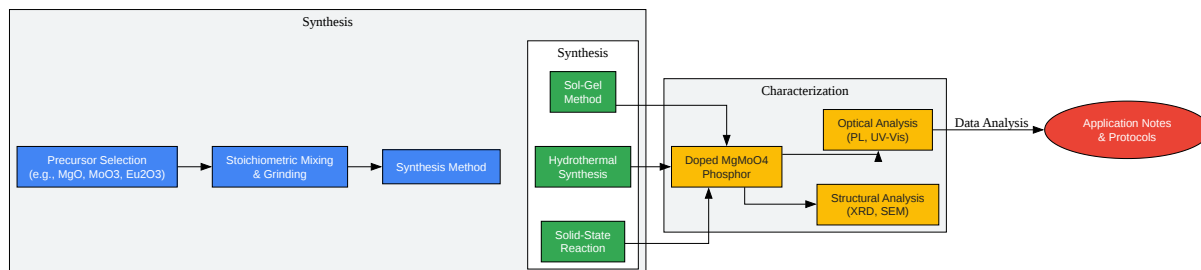 Synthesis
Precursor Selection
(e.g., MgO, MoO3, Eu2O3)
Stoichiometric Mixing
& Grinding
Synthesis Method
Synthesis
Sol-Gel
Method
Hydrothermal
Synthesis
Solid-State
Reaction
Characterization
Doped MgMoO4
Phosphor
Optical Analysis
(PL, UV-Vis)
Structural Analysis
(XRD, SEM)
Data Analysis
Application Notes
& Protocols